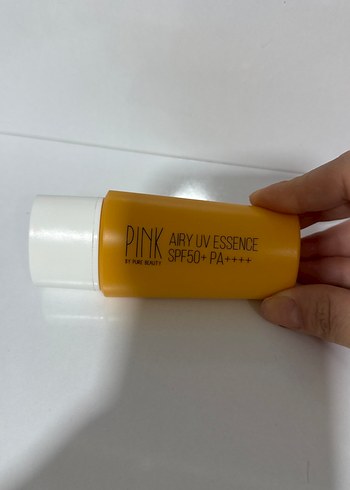 PINK
BY PURE BEAUTY
AIRY UV ESSENCE
SPF50+ PA++++